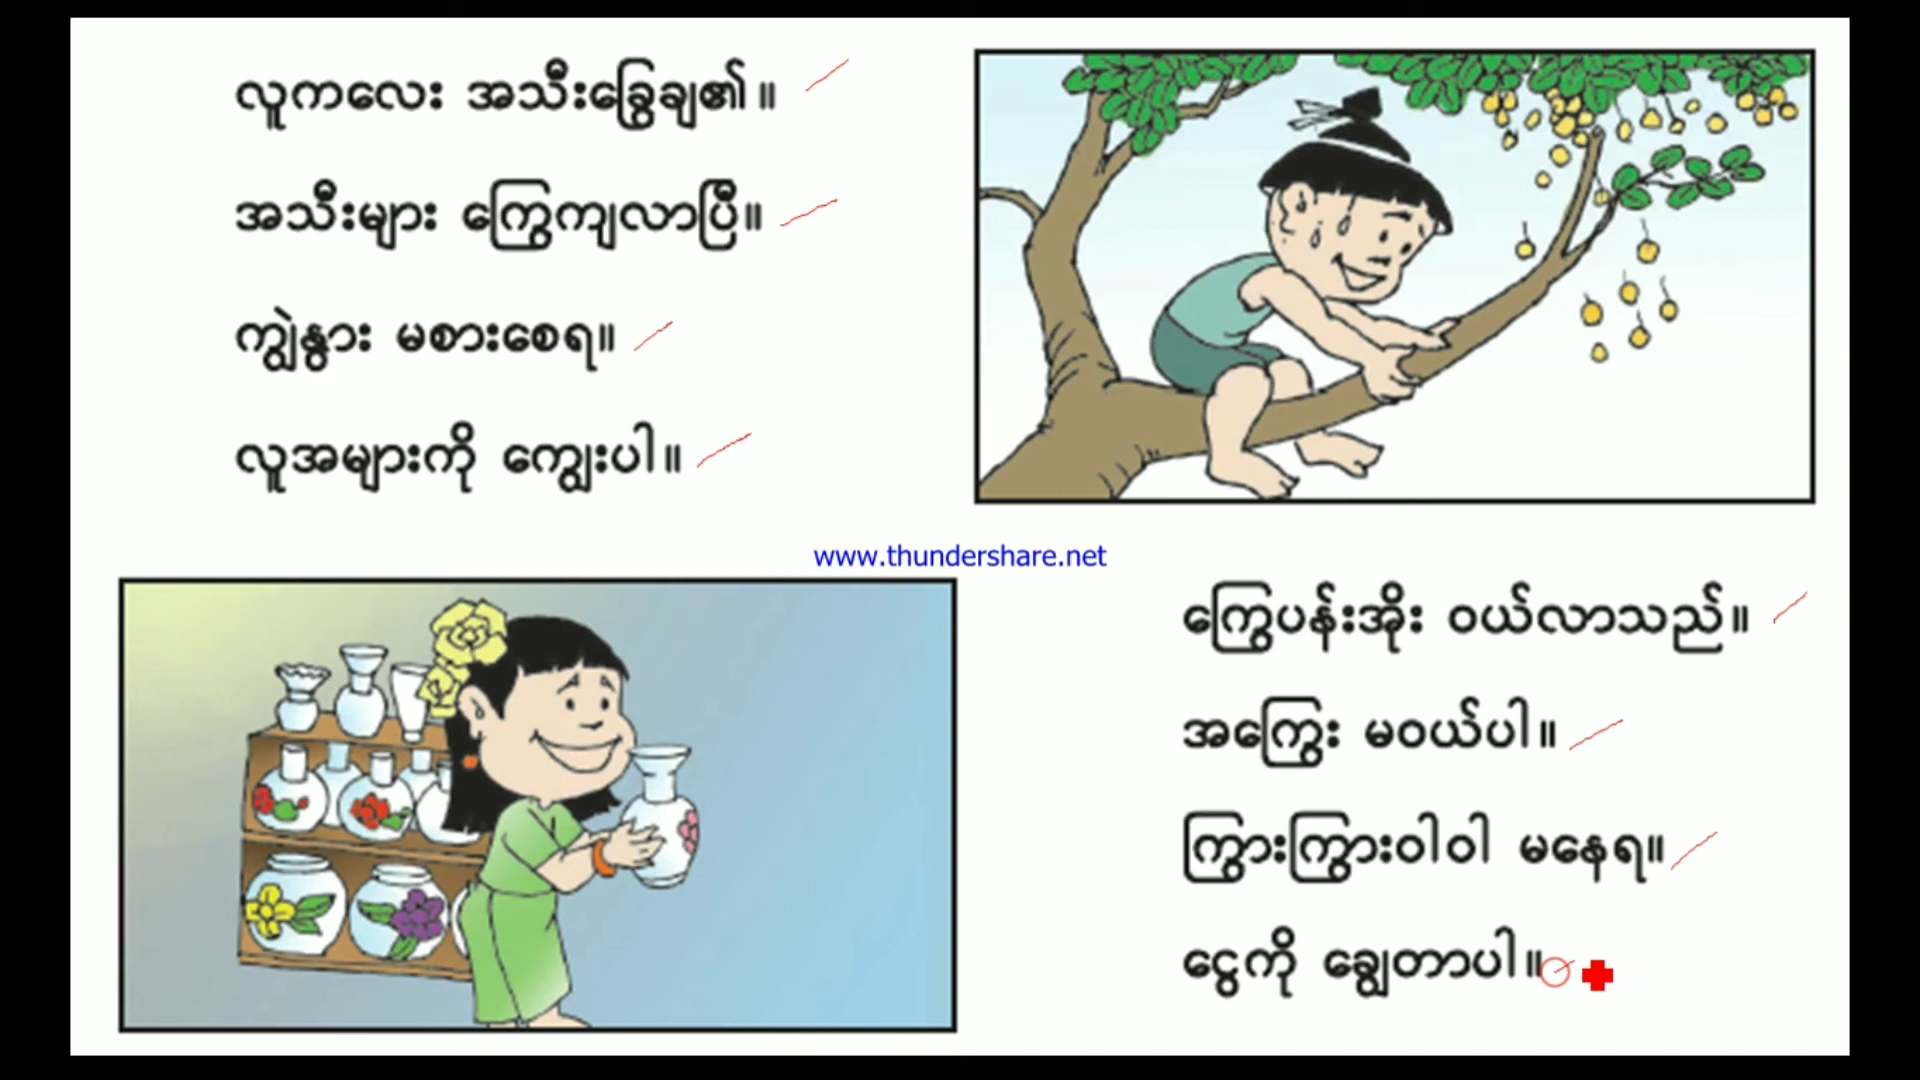 လူကလေး အသီးခြွေချ၏။
အသီးများ ကြွေကျလာပြီ။
ကျွဲနွား မစားစေရ။
လူအများကို ကျွေးပါ။
www.thundershare.net
ကြွေပန်းအိုး ဝယ်လာသည်။
အကြွေး မဝယ်ပါ။
ကြွားကြွားဝါဝါ မနေရ။
ငွေကို ချွေတာပါ။